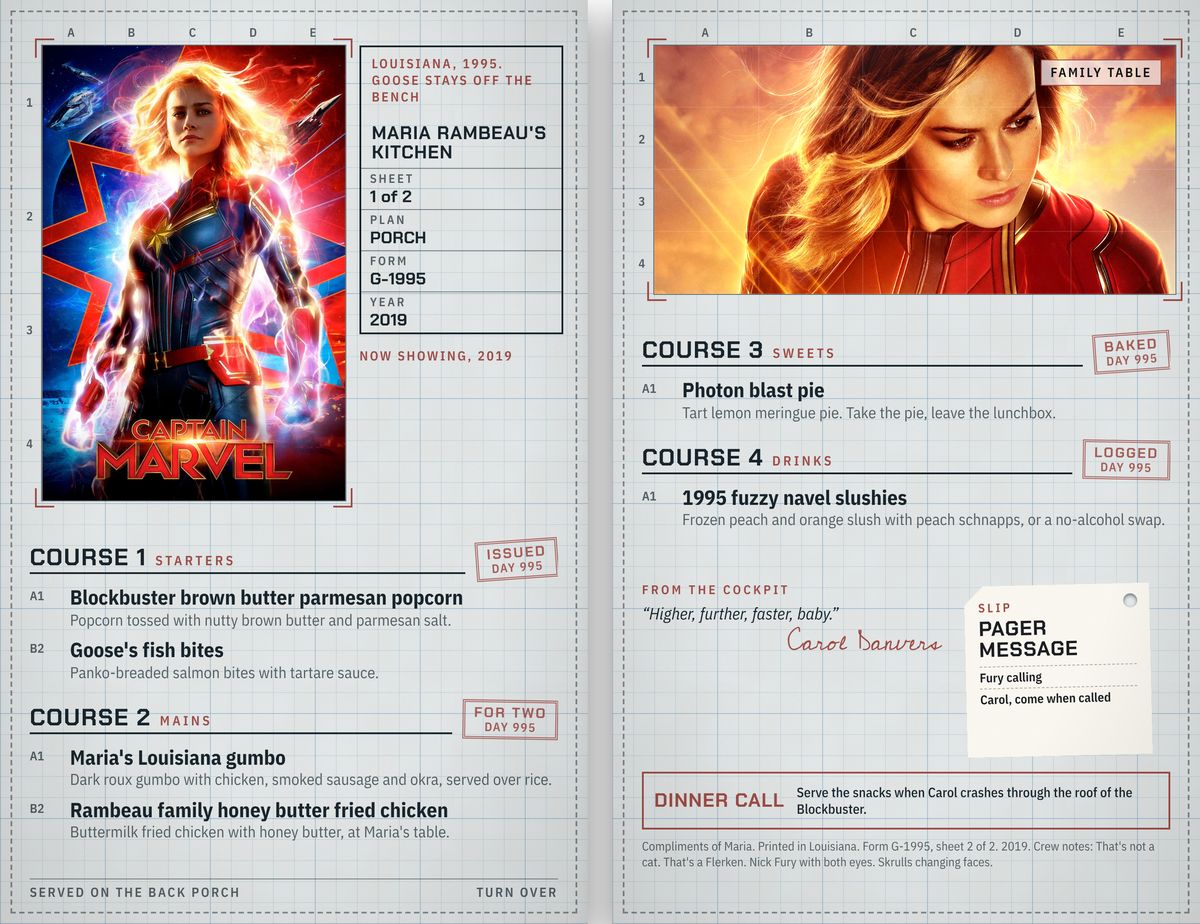 A B C D E
1
2
3
4
CAPTAIN
MARVEL
LOUISIANA, 1995.
GOOSE STAYS OFF THE
BENCH
MARIA RAMBEAU'S
KITCHEN
SHEET
1 of 2
PLAN
PORCH
FORM
G-1995
YEAR
2019
NOW SHOWING, 2019
COURSE 1 STARTERS
ISSUED
DAY 995
A1 Blockbuster brown butter parmesan popcorn
Popcorn tossed with nutty brown butter and parmesan salt.
B2 Goose's fish bites
Panko-breaded salmon bites with tartare sauce.
COURSE 2 MAINS
FOR TWO
DAY 995
A1 Maria's Louisiana gumbo
Dark roux gumbo with chicken, smoked sausage and okra, served over rice.
B2 Rambeau family honey butter fried chicken
Buttermilk fried chicken with honey butter, at Maria's table.
SERVED ON THE BACK PORCH TURN OVER
A B C D E
1
2
3
4
FAMILY TABLE
COURSE 3 SWEETS
BAKED
DAY 995
A1 Photon blast pie
Tart lemon meringue pie. Take the pie, leave the lunchbox.
COURSE 4 DRINKS
LOGGED
DAY 995
A1 1995 fuzzy navel slushies
Frozen peach and orange slush with peach schnapps, or a no-alcohol swap.
FROM THE COCKPIT
“Higher, further, faster, baby.”
Carol Danvers
SLIP
PAGER
MESSAGE
Fury calling
Carol, come when called
DINNER CALL
Serve the snacks when Carol crashes through the roof of the
Blockbuster.
Compliments of Maria. Printed in Louisiana. Form G-1995, sheet 2 of 2. 2019. Crew notes: That's not a
cat. That's a Flerken. Nick Fury with both eyes. Skrulls changing faces.